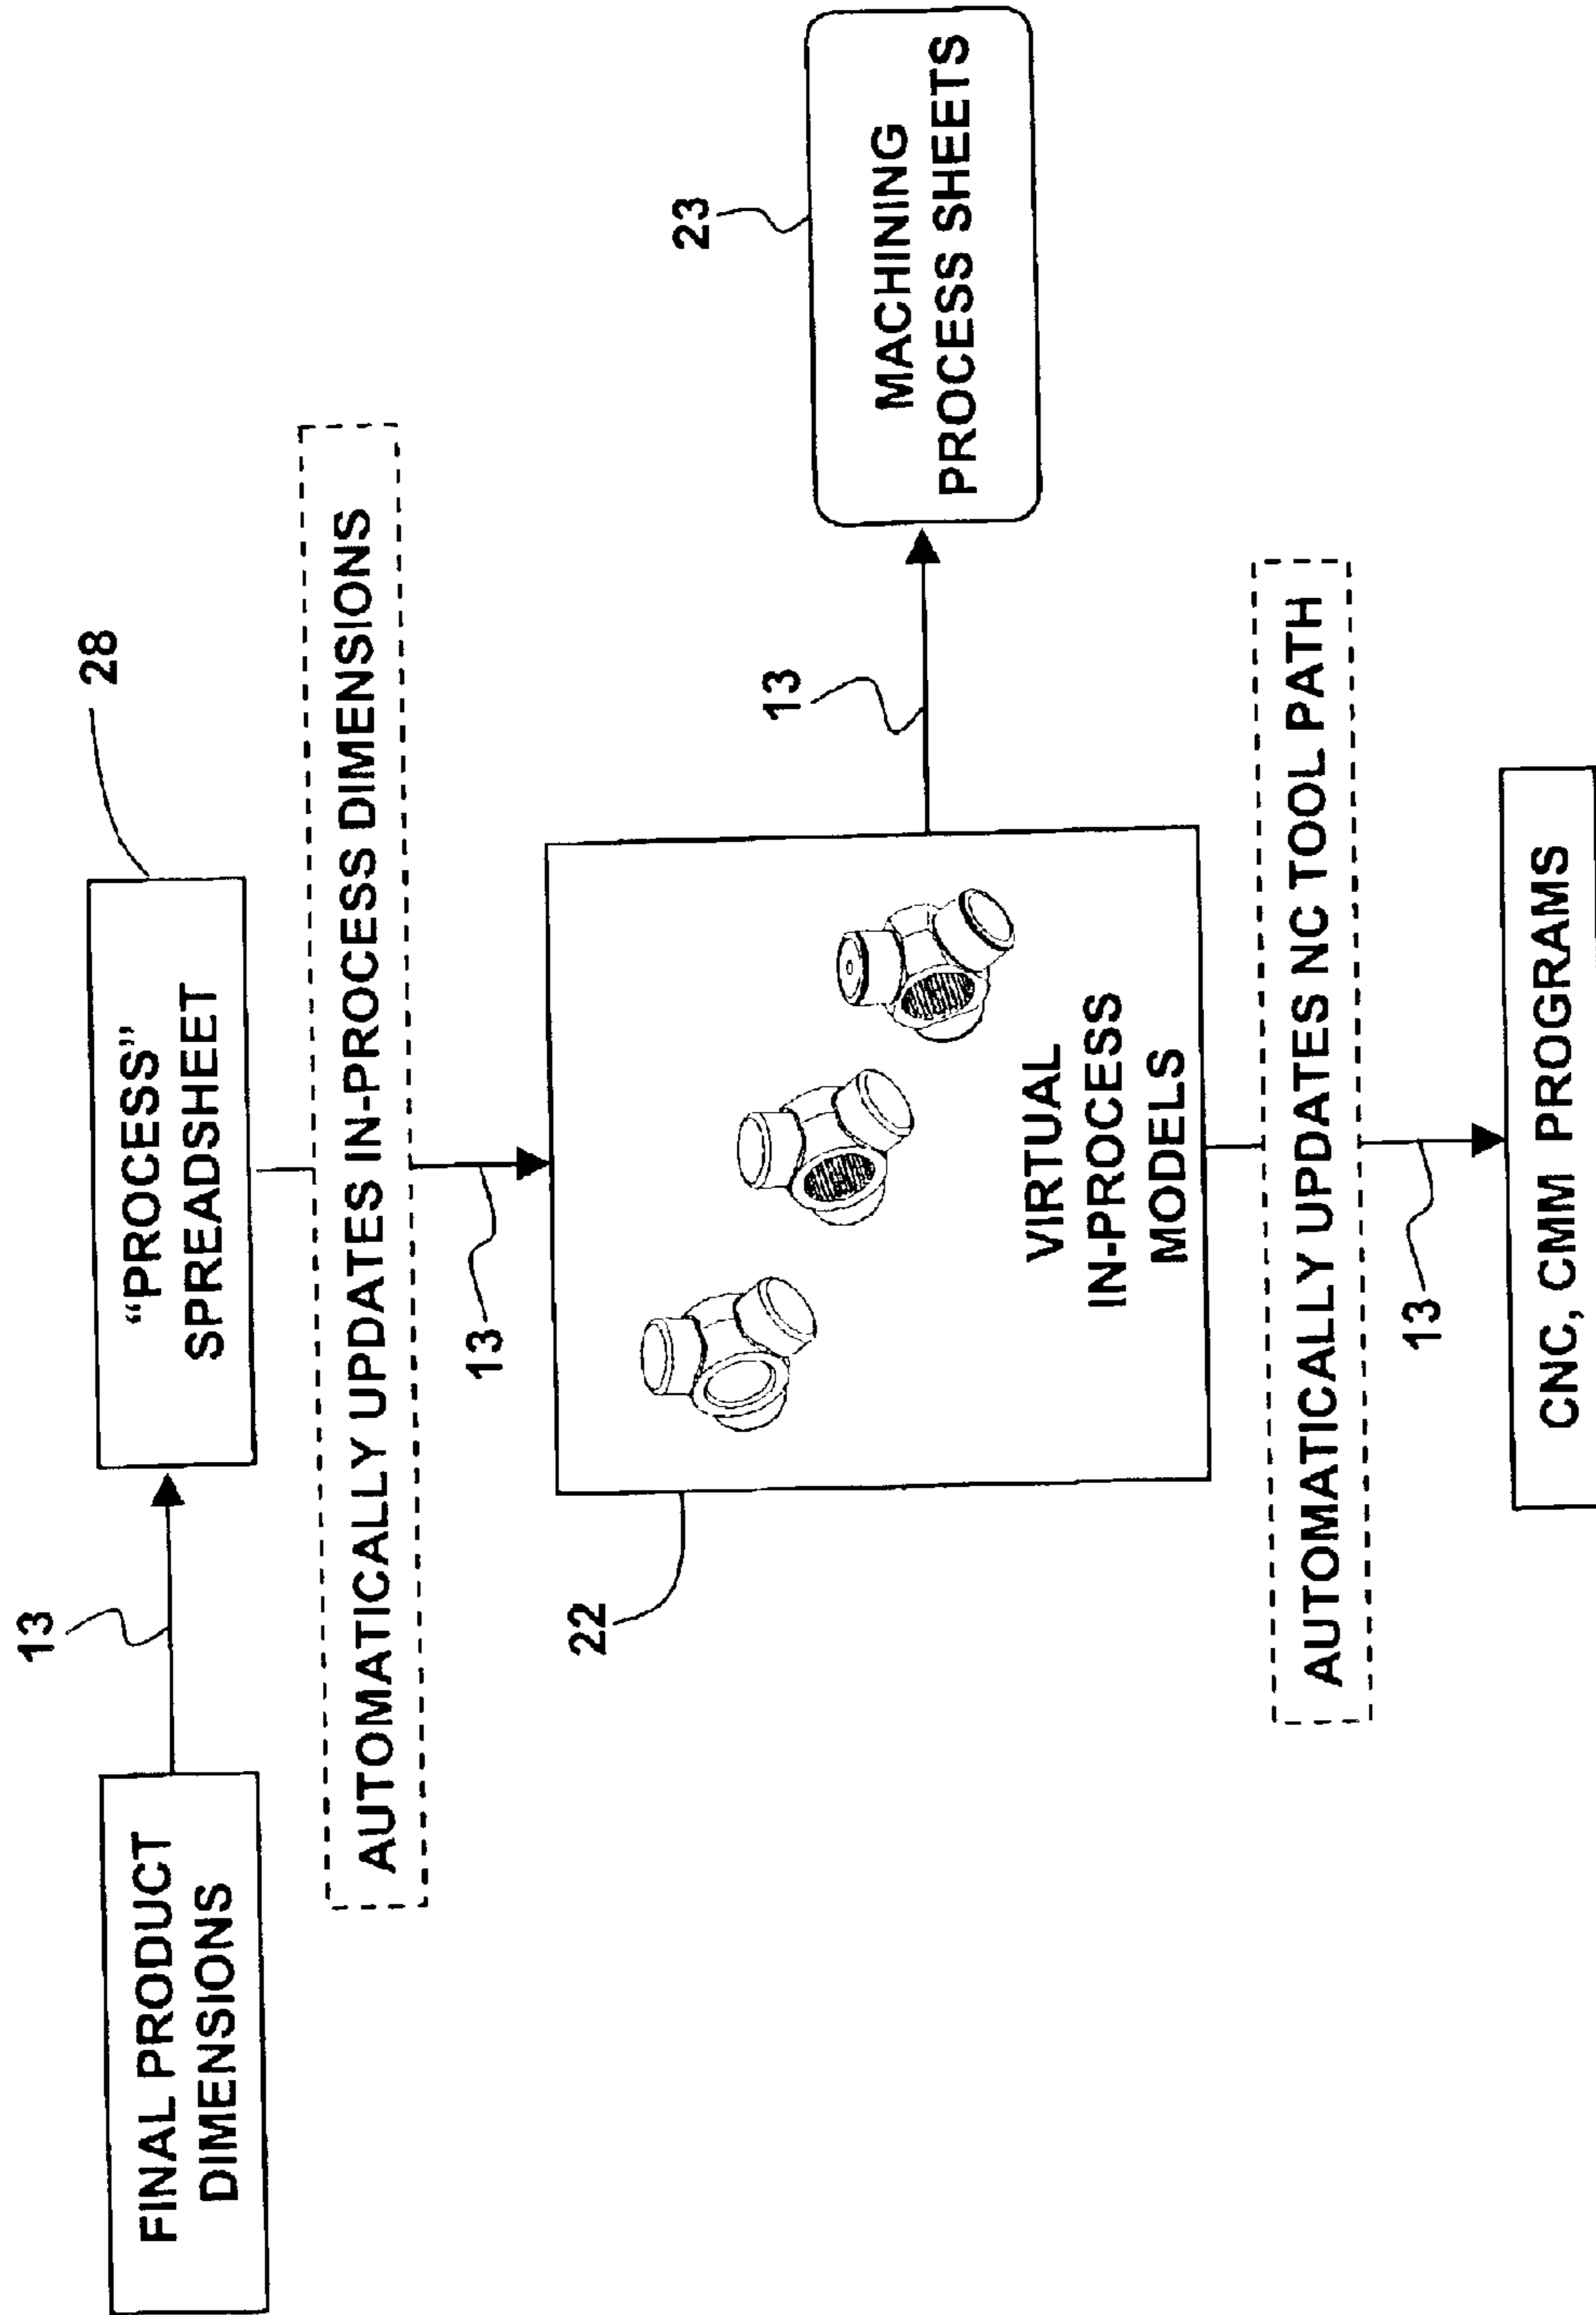 13
28
FINAL PRODUCT
DIMENSIONS
“PROCESS”
SPREADSHEET
AUTOMATICALLY UPDATES IN-PROCESS DIMENSIONS
13
22
VIRTUAL
IN-PROCESS
MODELS
13
23
MACHINING
PROCESS SHEETS
AUTOMATICALLY UPDATES NC TOOL PATH
13
CNC, CMM PROGRAMS